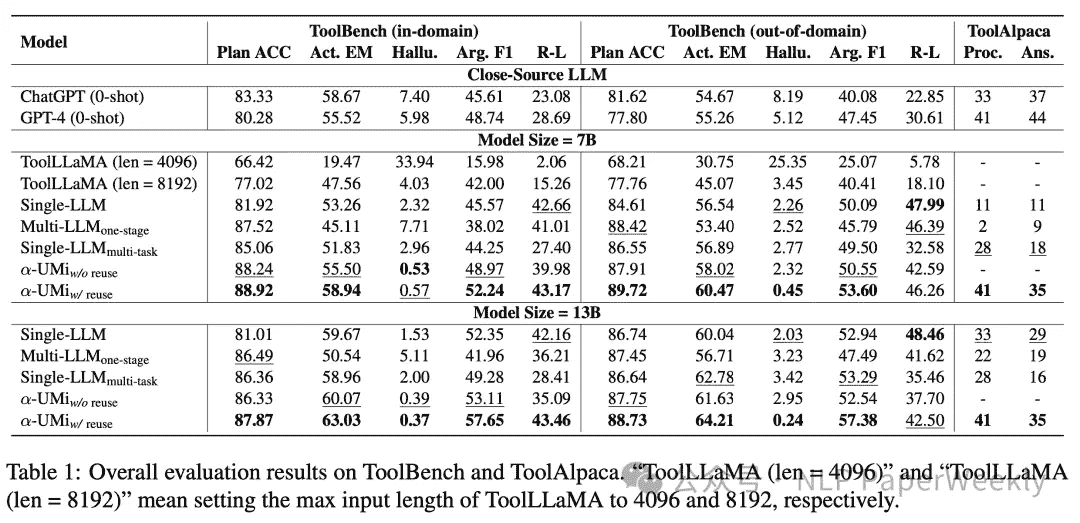 Model ToolBench (in-domain) ToolBench (out-of-domain) ToolAlpaca
Plan ACC Act. EM Hallu. Arg. F1 R-L Plan ACC Act. EM Hallu. Arg. F1 R-L Proc. Ans.
Close-Source LLM
ChatGPT (0-shot) 83.33 58.67 7.40 45.61 23.08 81.62 54.67 8.19 40.08 22.85 33 37
GPT-4 (0-shot) 80.28 55.52 5.98 48.74 28.69 77.80 55.26 5.12 47.45 30.61 41 44
Model Size = 7B
ToolLLaMA (len = 4096) 66.42 19.47 33.94 15.98 2.06 68.21 30.75 25.35 25.07 5.78 - -
ToolLLaMA (len = 8192) 77.02 47.56 4.03 42.00 15.26 77.76 45.07 3.45 40.41 18.10 - -
Single-LLM 81.92 53.26 2.32 45.57 42.66 84.61 56.54 2.26 50.09 47.99 11 11
Multi-LLMone-stage 87.52 45.11 7.71 38.02 41.01 88.42 53.40 2.52 45.79 46.39 2 9
Single-LLMmulti-task 85.06 51.83 2.96 44.25 27.40 86.55 56.89 2.77 49.50 32.58 28 18
α-UMiw/o reuse 88.24 55.50 0.53 48.97 39.98 87.91 58.02 2.32 50.55 42.59 - -
α-UMiw/ reuse 88.92 58.94 0.57 52.24 43.17 89.72 60.47 0.45 53.60 46.26 41 35
Model Size = 13B
Single-LLM 81.01 59.67 1.53 52.35 42.16 86.74 60.04 2.03 52.94 48.46 33 29
Multi-LLMone-stage 86.49 50.54 5.11 41.96 36.21 87.45 56.71 3.23 47.49 41.62 22 19
Single-LLMmulti-task 86.36 58.96 2.00 49.28 28.41 86.64 62.78 3.42 53.29 35.46 28 16
α-UMiw/o reuse 86.33 60.07 0.39 53.11 35.09 87.75 61.63 2.95 52.54 37.70 - -
α-UMiw/ reuse 87.87 63.03 0.37 57.65 43.46 88.73 64.21 0.24 57.38 42.50 41 35
Table 1: Overall evaluation results on ToolBench and ToolAlpaca. “ToolLLaMA (len = 4096)” and “ToolLLaMA
(len = 8192)” mean setting the max input length of ToolLLaMA to 4096 and 8192, respectively.
公众号 · NLP PaperWeekly